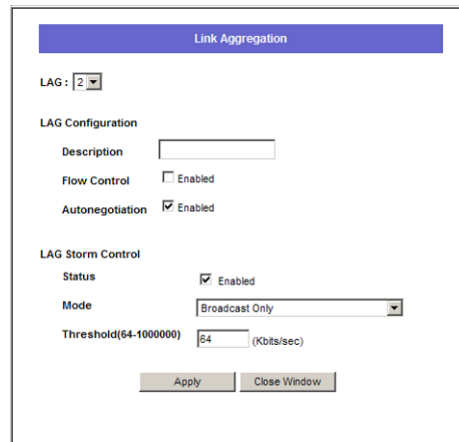 Link Aggregation
LAG : 2
LAG Configuration
Description
Flow Control Enabled
Autonegotiation Enabled
LAG Storm Control
Status Enabled
Mode Broadcast Only
Threshold(64-1000000) 64 (Kbits/sec)
Apply Close Window